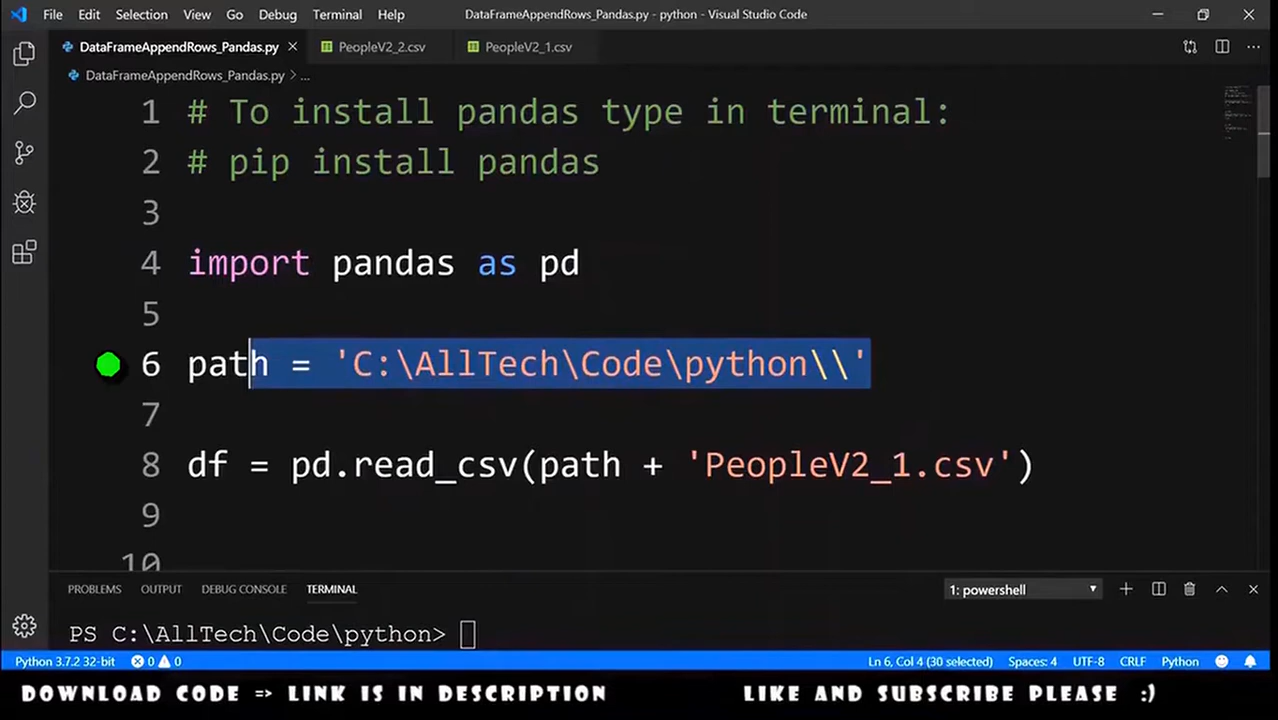 File Edit Selection View Go Debug Terminal Help DataFrameAppendRows_Pandas.py - python - Visual Studio Code
DataFrameAppendRows_Pandas.py PeopleV2_2.csv PeopleV2_1.csv
DataFrameAppendRows_Pandas.py > ...
1 # To install pandas type in terminal:
2 # pip install pandas
3
4 import pandas as pd
5
6 path = 'C:\AllTech\Code\python\\'
7
8 df = pd.read_csv(path + 'PeopleV2_1.csv')
9
10
PROBLEMS OUTPUT DEBUG CONSOLE TERMINAL 1: powershell
PS C:\AllTech\Code\python>
Python 3.7.2 32-bit 0 0 Ln 6, Col 4 (30 selected) Spaces: 4 UTF-8 CRLF Python
DOWNLOAD CODE => LINK IS IN DESCRIPTION LIKE AND SUBSCRIBE PLEASE :)